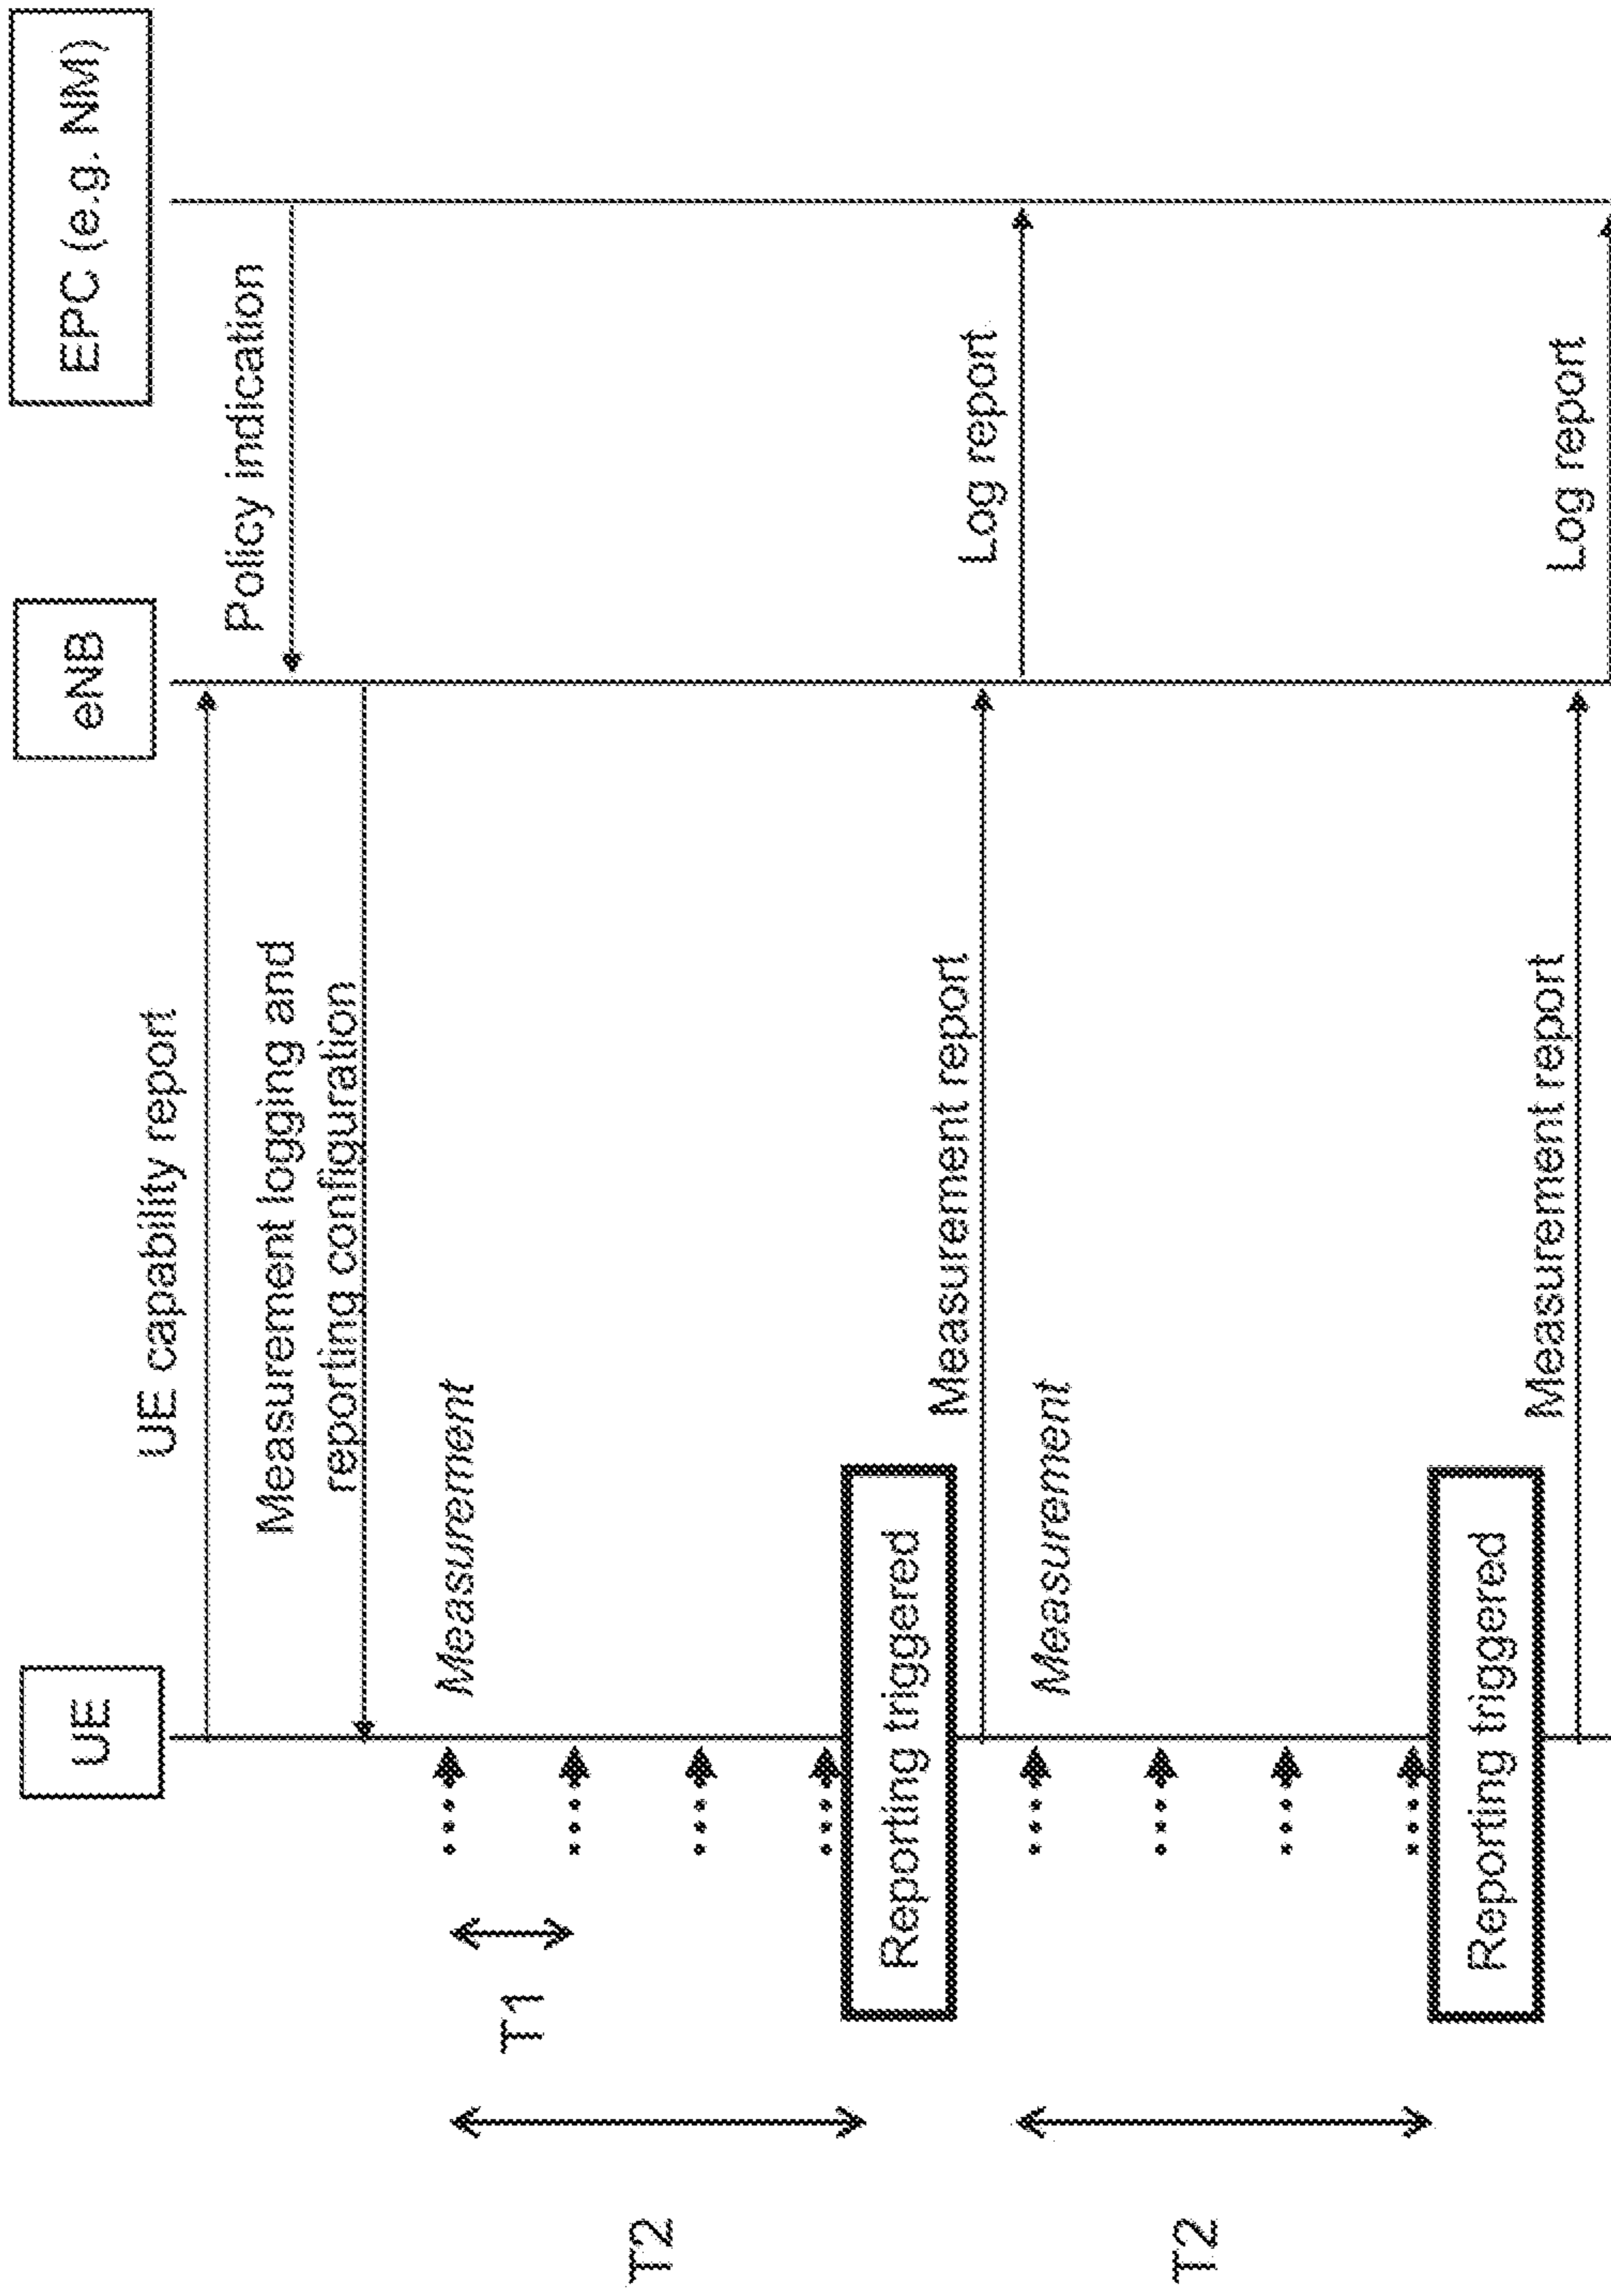 UE
eNB
EPC (e.g. NM)
UE capability report
Policy indication
Measurement logging and
reporting configuration
Measurement
T1
T2
Reporting triggered
Measurement report
Log report
Measurement
T2
Reporting triggered
Measurement report
Log report